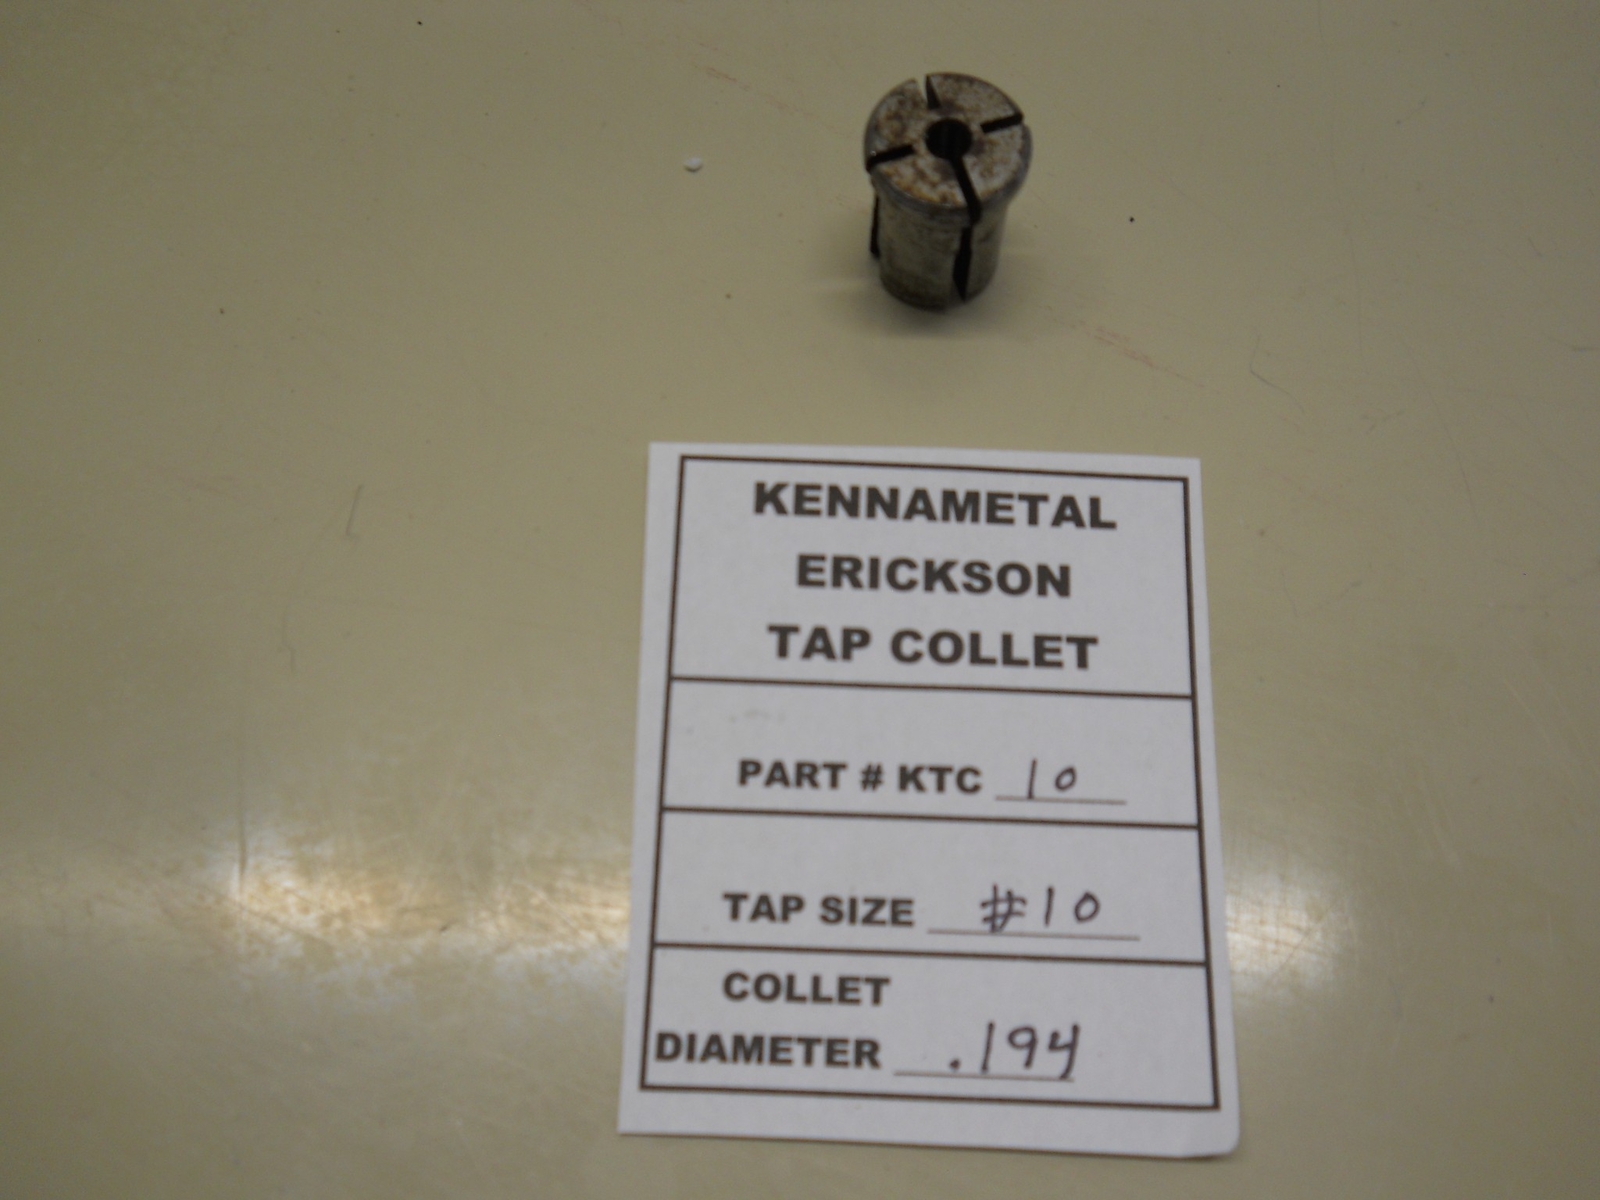 KENNAMETAL
ERICKSON
TAP COLLET
PART # KTC 10
TAP SIZE #10
COLLET
DIAMETER .194